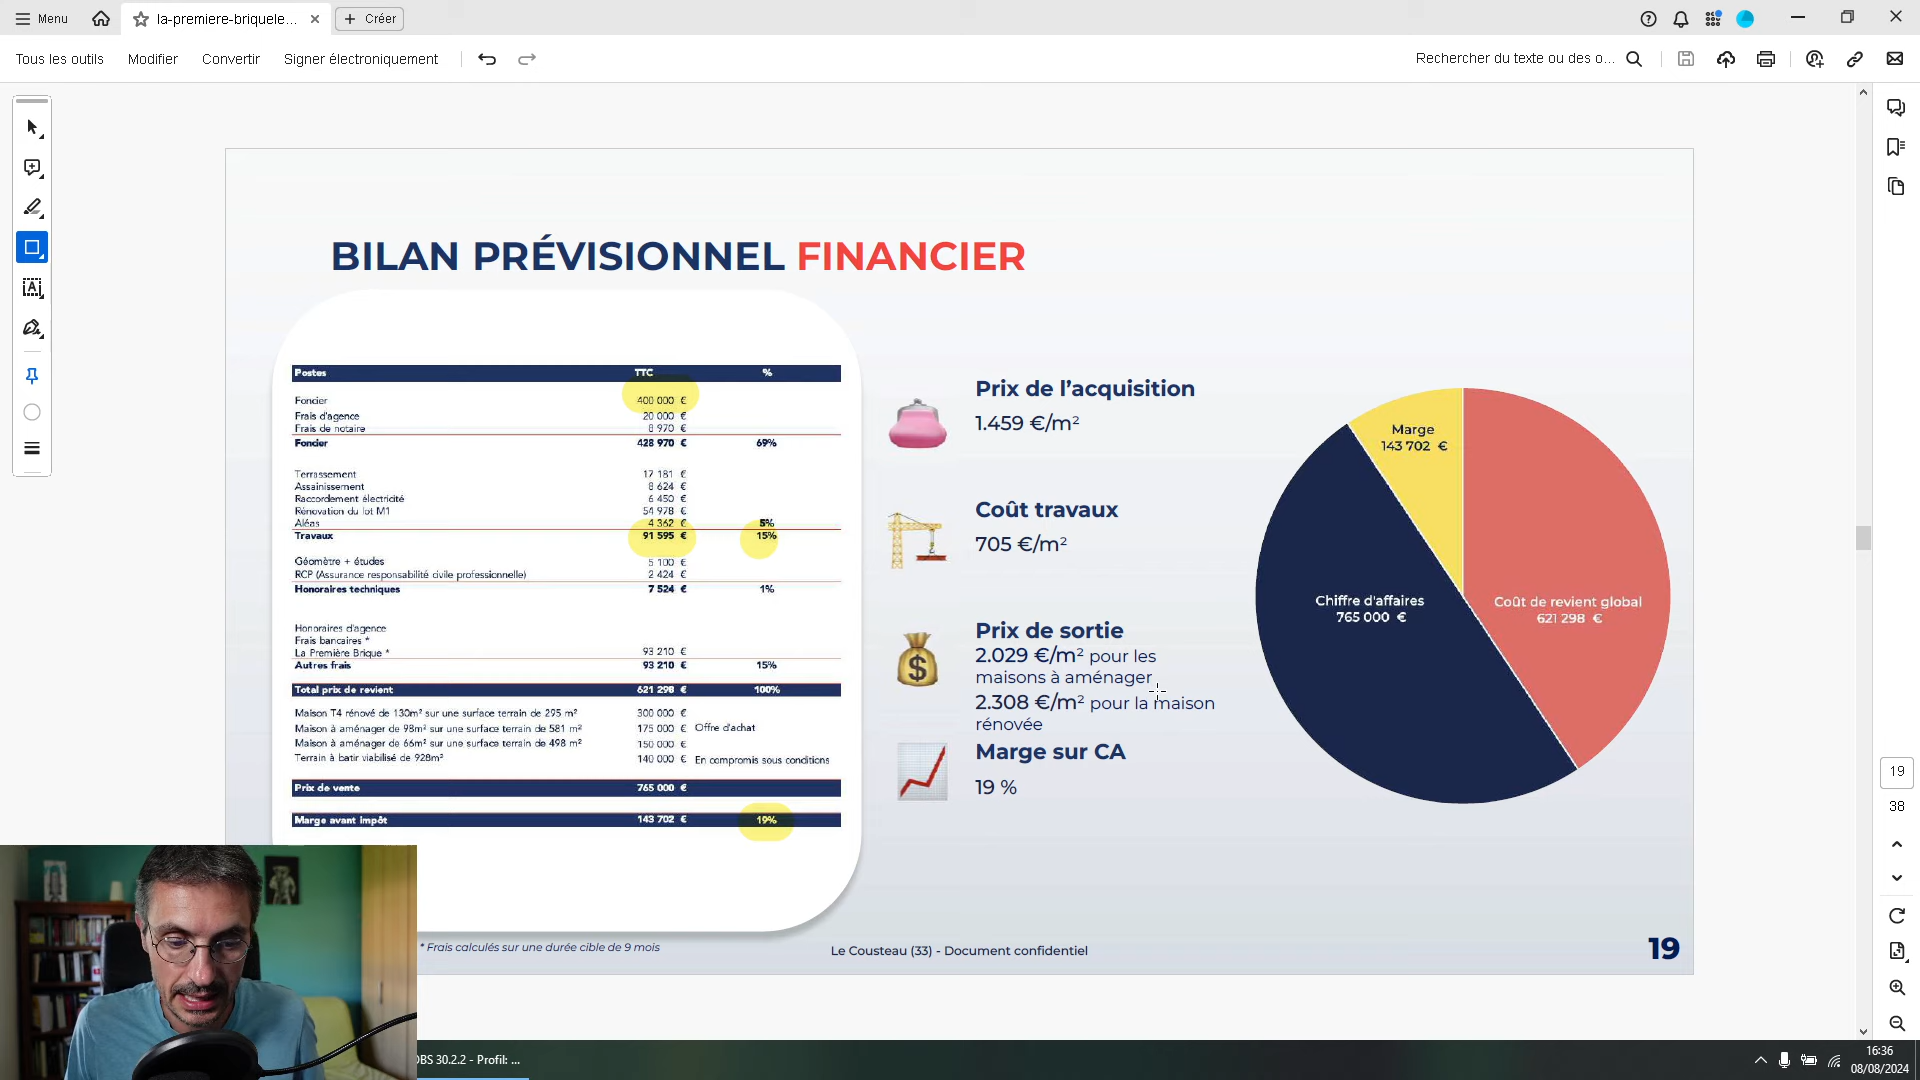 Menu
la-premiere-briquele...
Créer
Tous les outils
Modifier
Convertir
Signer électroniquement
Rechercher du texte ou des o...
BILAN PRÉVISIONNEL FINANCIER
Postes TTC %
Foncier 400 000 €
Frais d'agence 20 000 €
Frais de notaire 8 970 €
Foncier 428 970 € 69%
Terrassement 17 181 €
Assainissement 8 624 €
Raccordement électricité 6 450 €
Rénovation du lot M1 54 978 €
Aléas 4 362 € 5%
Travaux 91 595 € 15%
Géomètre + études 5 100 €
RCP (Assurance responsabilité civile professionnelle) 2 424 €
Honoraires techniques 7 524 € 1%
Honoraires d'agence
Frais bancaires *
La Première Brique * 93 210 €
Autres frais 93 210 € 15%
Total prix de revient 621 298 € 100%
Maison T4 rénové de 130m² sur une surface terrain de 295 m² 300 000 €
Maison à aménager de 98m² sur une surface terrain de 581 m² 175 000 € Offre d'achat
Maison à aménager de 66m² sur une surface terrain de 498 m² 150 000 €
Terrain à batir viabilisé de 928m² 140 000 € En compromis sous conditions
Prix de vente 765 000 €
Marge avant impôt 143 702 € 19%
Prix de l'acquisition
1.459 €/m²
Coût travaux
705 €/m²
Prix de sortie
2.029 €/m² pour les
maisons à aménager
2.308 €/m² pour la maison
rénovée
Marge sur CA
19 %
Marge
143 702 €
Chiffre d'affaires
765 000 €
Coût de revient global
621 298 €
* Frais calculés sur une durée cible de 9 mois
Le Cousteau (33) - Document confidentiel
19
19
38
OBS 30.2.2 - Profil: ...
16:36
08/08/2024